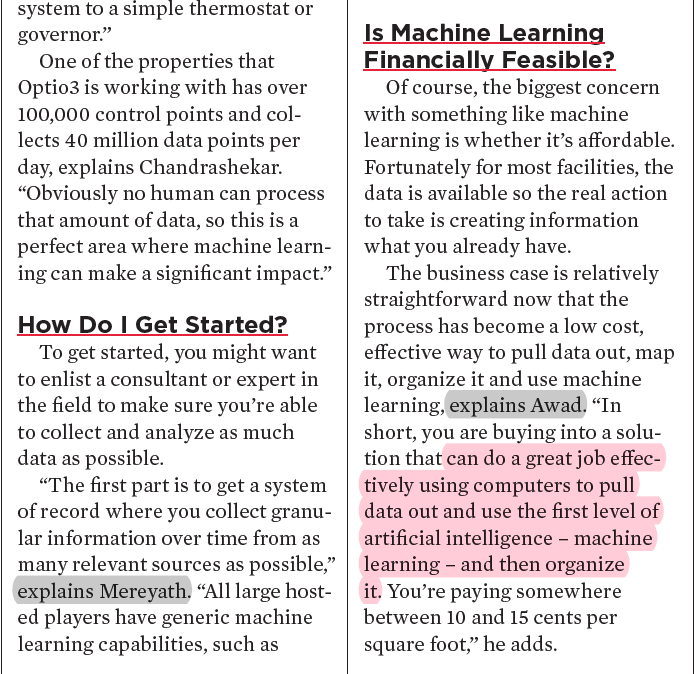 system to a simple thermostat or
governor.”
One of the properties that
Optio3 is working with has over
100,000 control points and col-
lects 40 million data points per
day, explains Chandrashekar.
“Obviously no human can process
that amount of data, so this is a
perfect area where machine learn-
ing can make a significant impact.”
How Do I Get Started?
To get started, you might want
to enlist a consultant or expert in
the field to make sure you’re able
to collect and analyze as much
data as possible.
“The first part is to get a system
of record where you collect granu-
lar information over time from as
many relevant sources as possible,”
explains Mereyath. “All large host-
ed players have generic machine
learning capabilities, such as
Is Machine Learning
Financially Feasible?
Of course, the biggest concern
with something like machine
learning is whether it’s affordable.
Fortunately for most facilities, the
data is available so the real action
to take is creating information
what you already have.
The business case is relatively
straightforward now that the
process has become a low cost,
effective way to pull data out, map
it, organize it and use machine
learning, explains Awad. “In
short, you are buying into a solu-
tion that can do a great job effec-
tively using computers to pull
data out and use the first level of
artificial intelligence – machine
learning – and then organize
it. You’re paying somewhere
between 10 and 15 cents per
square foot,” he adds.